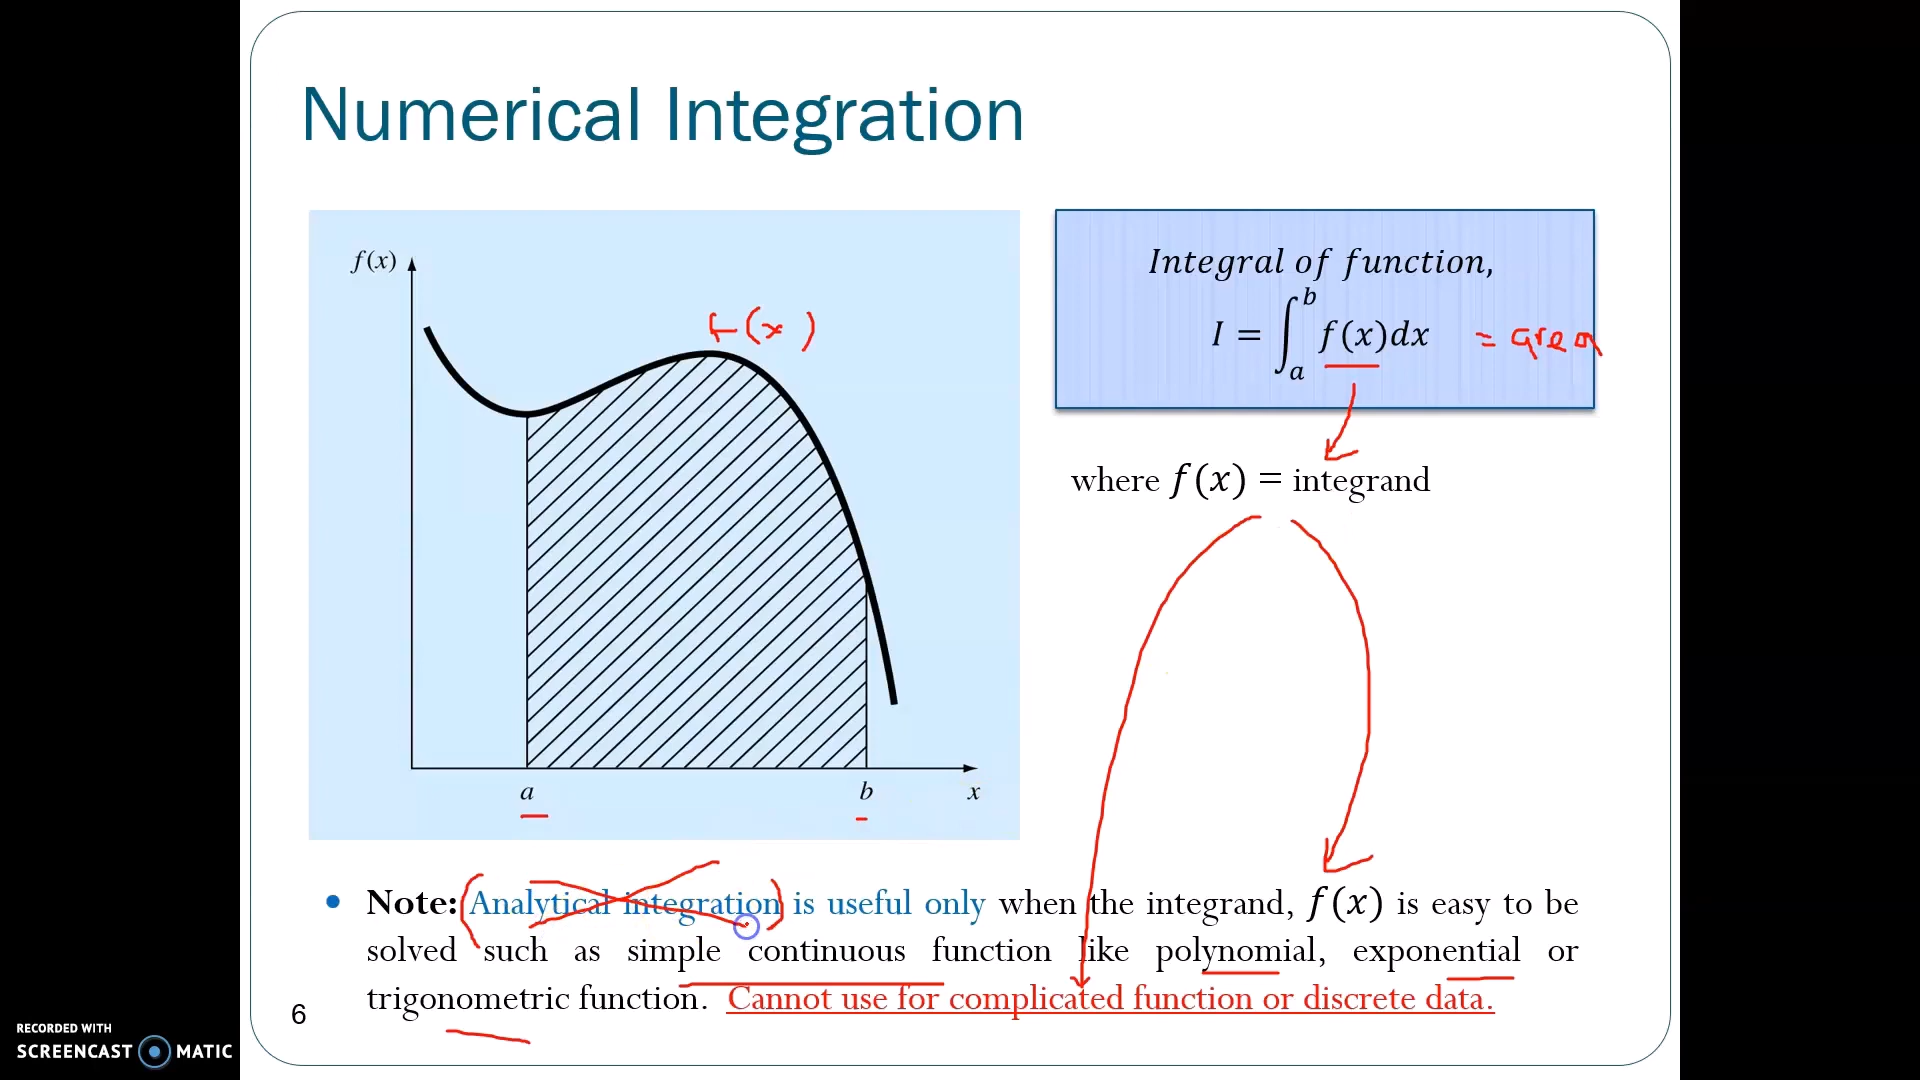 Numerical Integration
f(x)
f(x)
a
b
x
Integral of function,
I = ∫_a^b f(x)dx = area
where f(x) = integrand
• Note: (Analytical integration) is useful only when the integrand, f(x) is easy to be
solved such as simple continuous function like polynomial, exponential or
trigonometric function. Cannot use for complicated function or discrete data.
6
RECORDED WITH
SCREENCAST MATIC